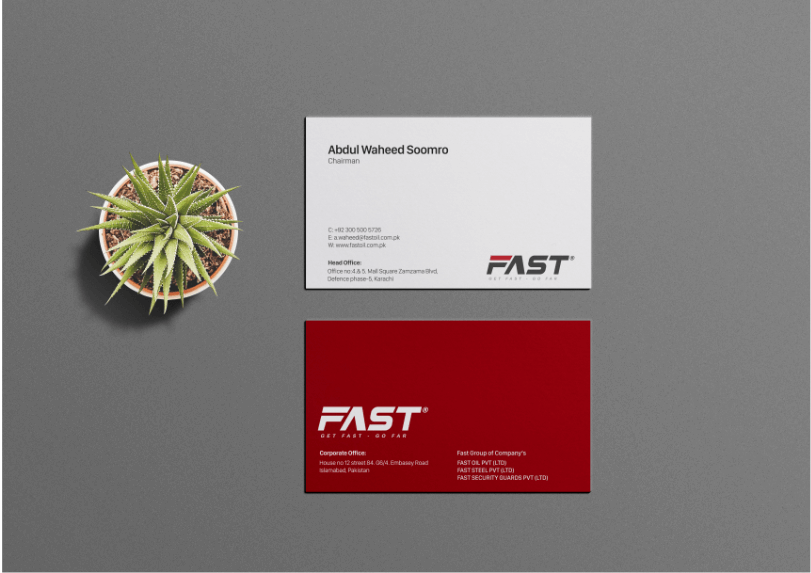 Abdul Waheed Soomro
Chairman
C: +92 300 500 5726
E: a.waheed@fastoil.com.pk
W: www.fastoil.com.pk
Head Office:
Office no:4 & 5, Mall Square Zamzama Blvd,
Defence phase-5, Karachi
FAST®
GET FAST · GO FAR
FAST®
GET FAST · GO FAR
Corporate Office:
House no 12 street 84. G6/4. Embasey Road
Islamabad, Pakistan
Fast Group of Company's
FAST OIL PVT (LTD)
FAST STEEL PVT (LTD)
FAST SECURITY GUARDS PVT (LTD)